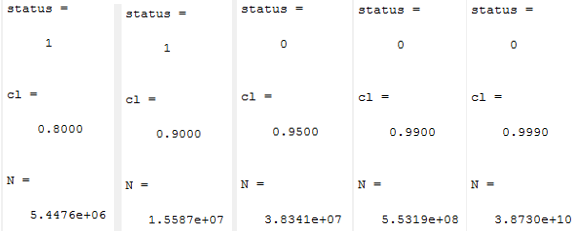 status =
1
cl =
0.8000
N =
5.4476e+06
status =
1
cl =
0.9000
N =
1.5587e+07
status =
0
cl =
0.9500
N =
3.8341e+07
status =
0
cl =
0.9900
N =
5.5319e+08
status =
0
cl =
0.9990
N =
3.8730e+10